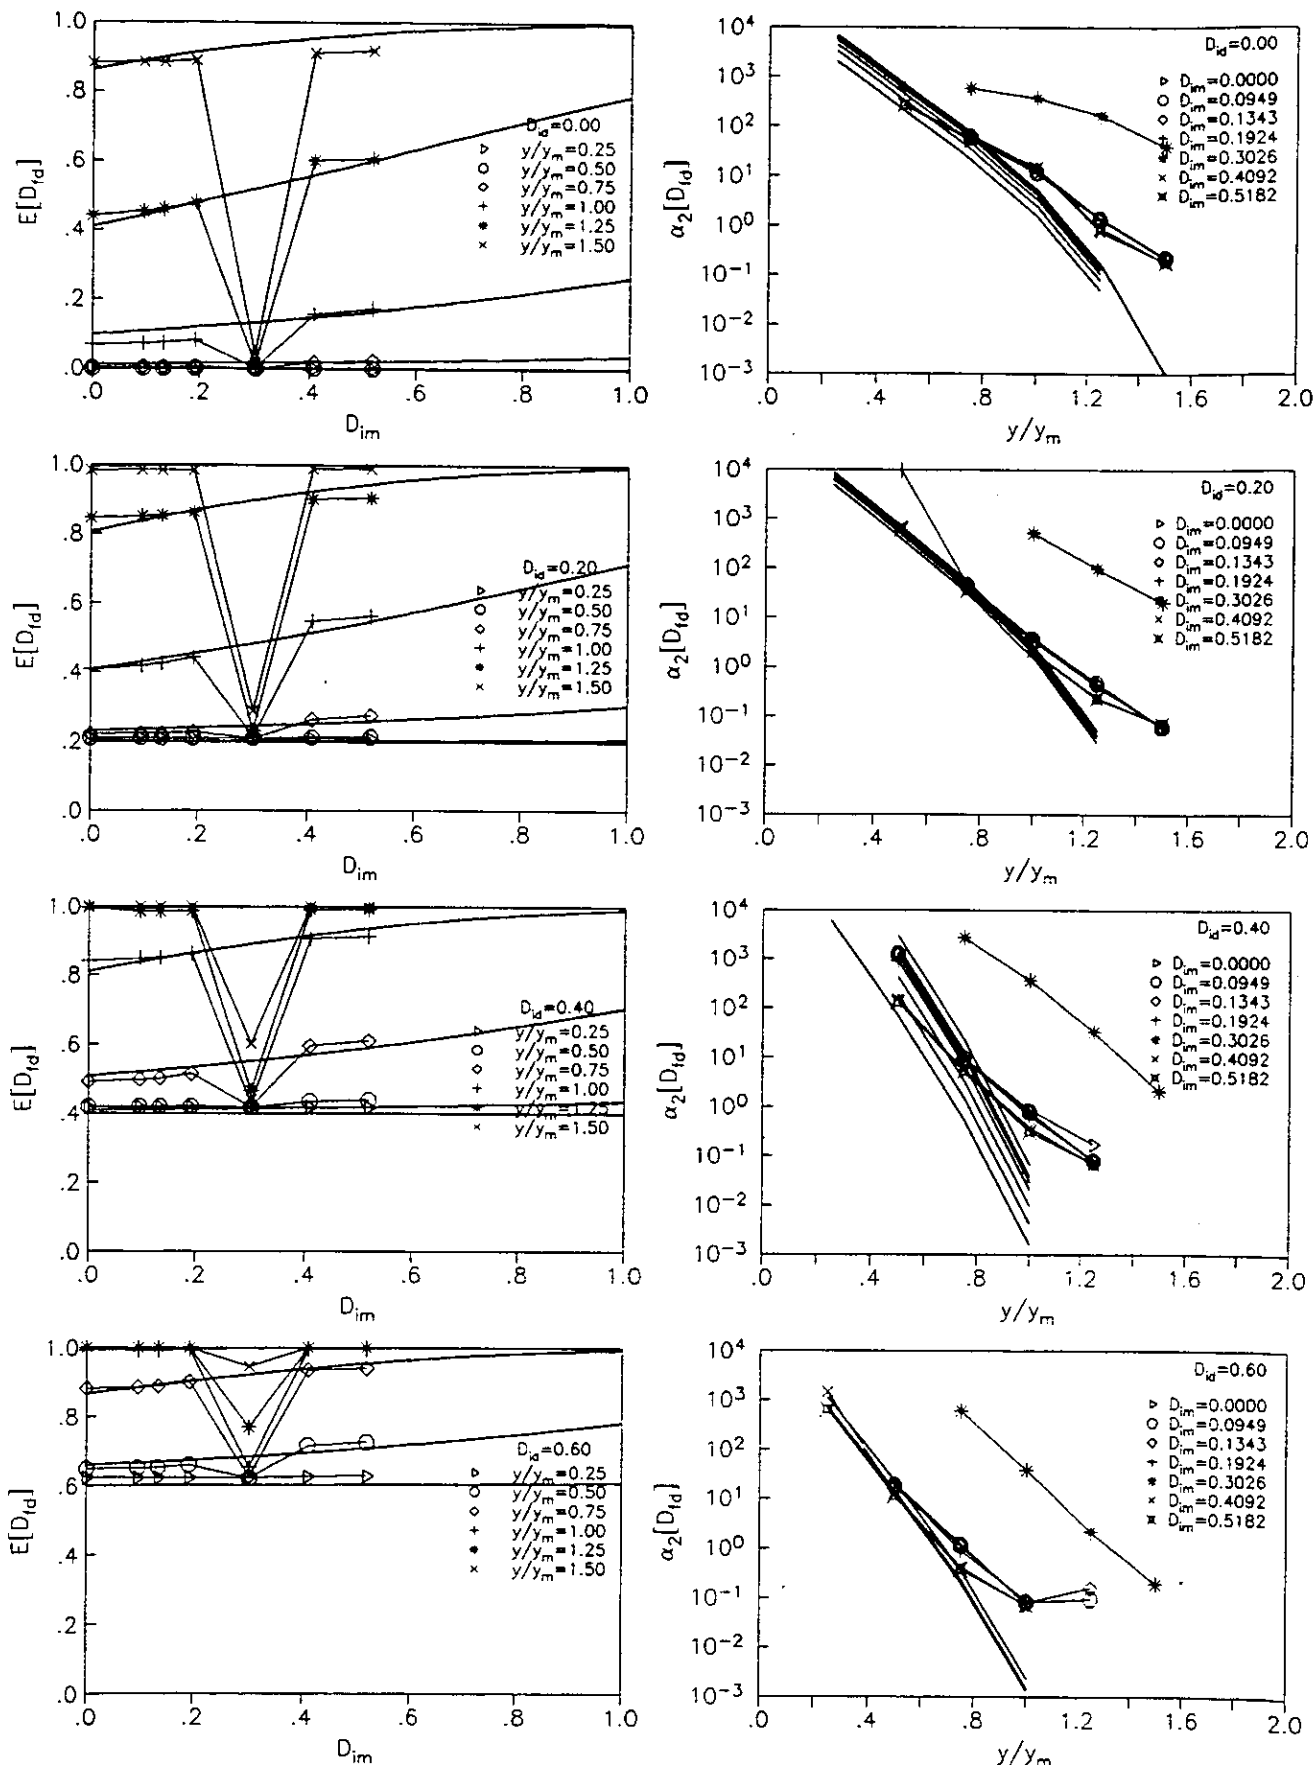 1.0
.8
.6
.4
.2
.0
E[D_fd]
D_id=0.00
y/y_m=0.25
y/y_m=0.50
y/y_m=0.75
y/y_m=1.00
y/y_m=1.25
y/y_m=1.50
.0 .2 .4 .6 .8 1.0
D_im
10^4
10^3
10^2
10^1
10^0
10^-1
10^-2
10^-3
α_2[D_fd]
D_id=0.00
D_im=0.0000
D_im=0.0949
D_im=0.1343
D_im=0.1924
D_im=0.3026
D_im=0.4092
D_im=0.5182
.0 .4 .8 1.2 1.6 2.0
y/y_m
1.0
.8
.6
.4
.2
.0
E[D_fd]
D_id=0.20
y/y_m=0.25
y/y_m=0.50
y/y_m=0.75
y/y_m=1.00
y/y_m=1.25
y/y_m=1.50
.0 .2 .4 .6 .8 1.0
D_im
10^4
10^3
10^2
10^1
10^0
10^-1
10^-2
10^-3
α_2[D_fd]
D_id=0.20
D_im=0.0000
D_im=0.0949
D_im=0.1343
D_im=0.1924
D_im=0.3026
D_im=0.4092
D_im=0.5182
.0 .4 .8 1.2 1.6 2.0
y/y_m
1.0
.8
.6
.4
.2
.0
E[D_fd]
D_id=0.40
y/y_m=0.25
y/y_m=0.50
y/y_m=0.75
y/y_m=1.00
y/y_m=1.25
y/y_m=1.50
.0 .2 .4 .6 .8 1.0
D_im
10^4
10^3
10^2
10^1
10^0
10^-1
10^-2
10^-3
α_2[D_fd]
D_id=0.40
D_im=0.0000
D_im=0.0949
D_im=0.1343
D_im=0.1924
D_im=0.3026
D_im=0.4092
D_im=0.5182
.0 .4 .8 1.2 1.6 2.0
y/y_m
1.0
.8
.6
.4
.2
.0
E[D_fd]
D_id=0.60
y/y_m=0.25
y/y_m=0.50
y/y_m=0.75
y/y_m=1.00
y/y_m=1.25
y/y_m=1.50
.0 .2 .4 .6 .8 1.0
D_im
10^4
10^3
10^2
10^1
10^0
10^-1
10^-2
10^-3
α_2[D_fd]
D_id=0.60
D_im=0.0000
D_im=0.0949
D_im=0.1343
D_im=0.1924
D_im=0.3026
D_im=0.4092
D_im=0.5182
.0 .4 .8 1.2 1.6 2.0
y/y_m